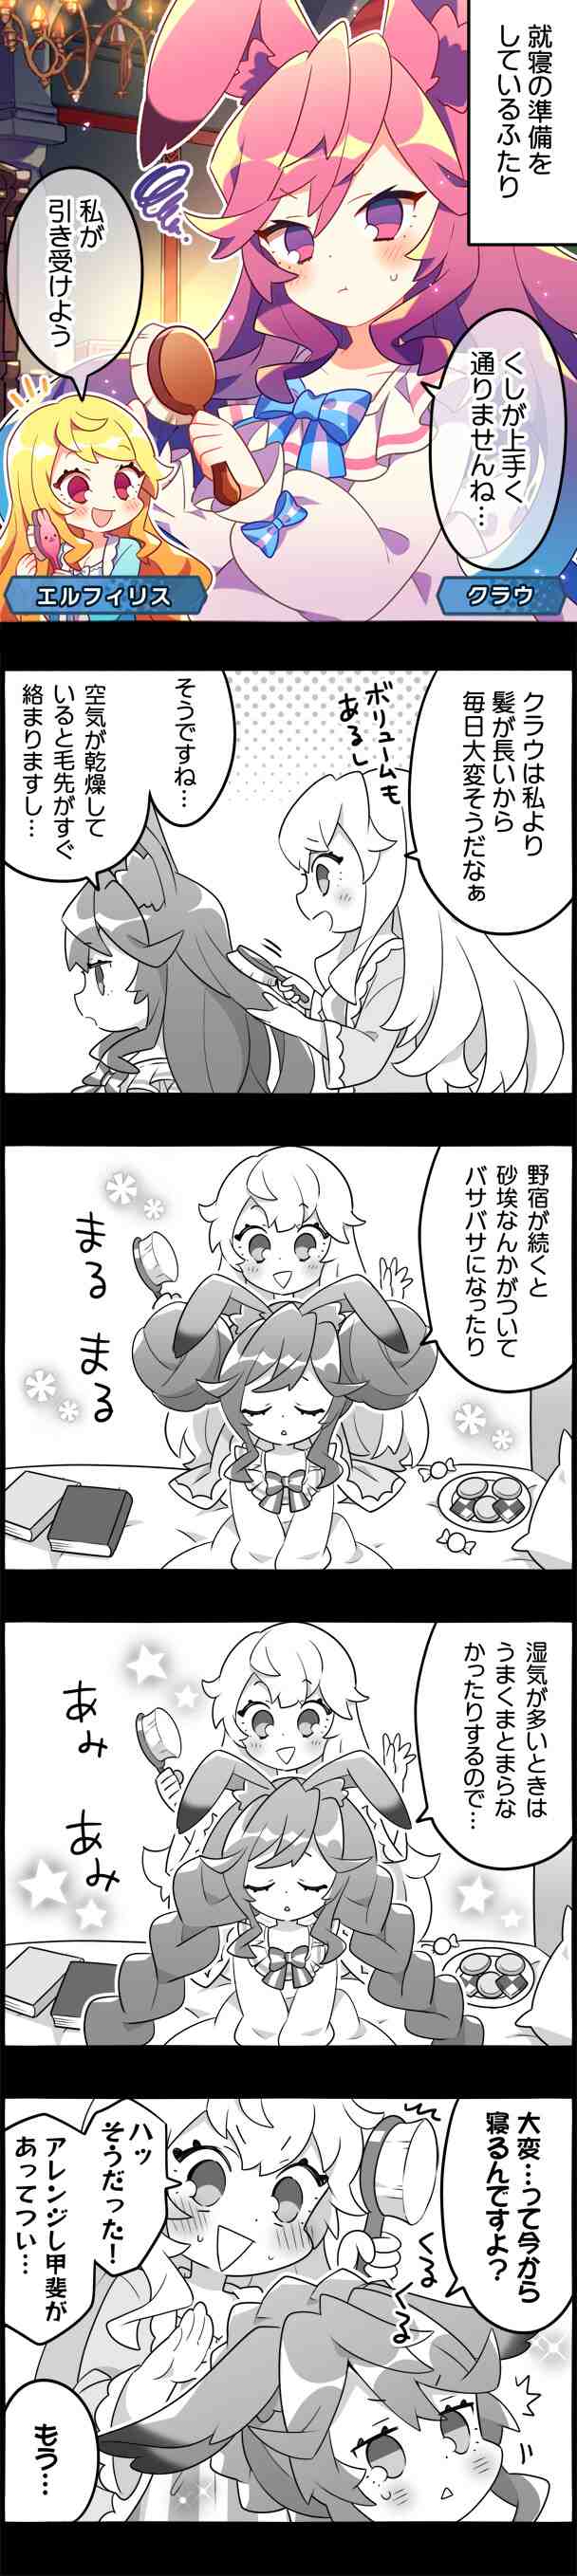 就寝の準備を
しているふたり
くしが上手く
通りませんね…
私が
引き受けよう
エルフィリス
クラウ
クラウは私より
髪が長いから
毎日大変そうだなぁ
ボリュームも
あるし
そうですね…
空気が乾燥して
いると毛先がすぐ
絡まりますし…
野宿が続くと
砂埃なんかがついて
バサバサになったり
まる
まる
湿気が多いときは
うまくまとまらな
かったりするので…
あみ
あみ
大変…って今から
寝るんですよ?
くる
くる
ハッ
そうだった!
アレンジし甲斐が
あってつい…
もう…